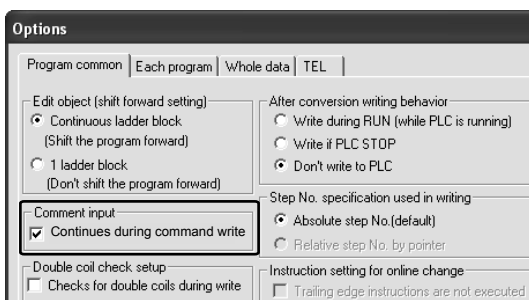 Options
Program common Each program Whole data TEL
Edit object (shift forward setting)
Continuous ladder block
(Shift the program forward)
1 ladder block
(Don't shift the program forward)
Comment input
Continues during command write
Double coil check setup
Checks for double coils during write
After conversion writing behavior
Write during RUN (while PLC is running)
Write if PLC STOP
Don't write to PLC
Step No. specification used in writing
Absolute step No.(default)
Relative step No. by pointer
Instruction setting for online change
Trailing edge instructions are not executed